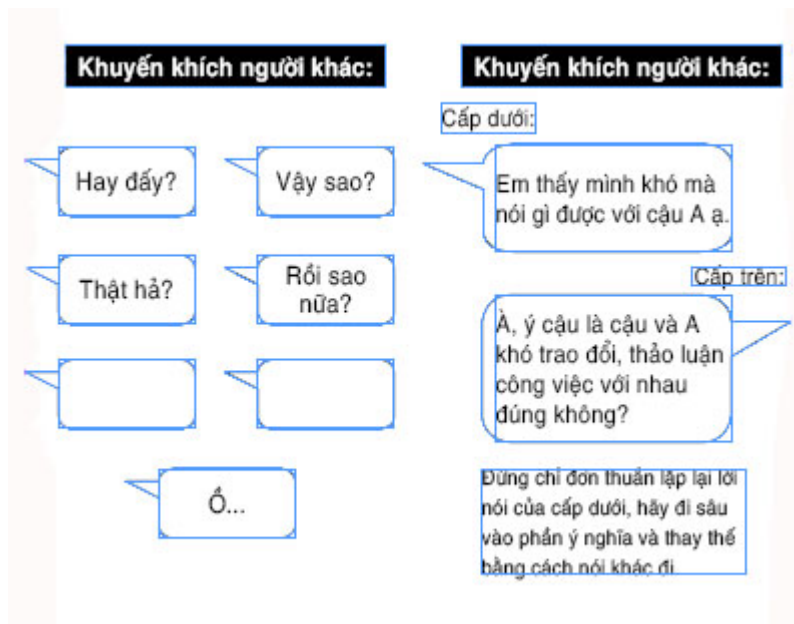 Khuyến khích người khác:
Hay đấy?
Vậy sao?
Thật hả?
Rồi sao
nữa?
Ồ...
Khuyến khích người khác:
Cấp dưới:
Em thấy mình khó mà
nói gì được với cậu A ạ.
Cấp trên:
À, ý cậu là cậu và A
khó trao đổi, thảo luận
công việc với nhau
đúng không?
Đừng chỉ đơn thuần lặp lại lời
nói của cấp dưới, hãy đi sâu
vào phần ý nghĩa và thay thế
bằng cách nói khác đi.